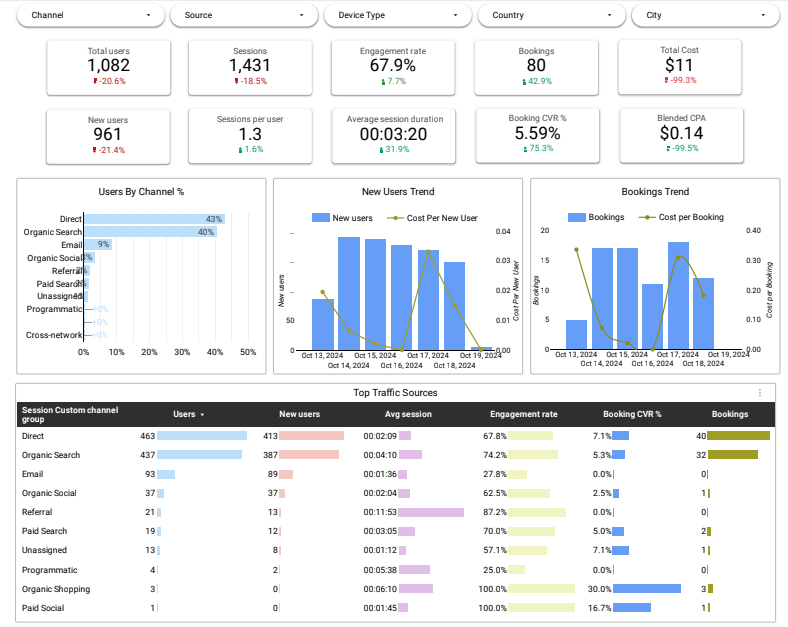 Channel Source Device Type Country City
Total users Sessions Engagement rate Bookings Total Cost
1,082 1,431 67.9% 80 $11
-20.6% -18.5% 7.7% 42.9% -99.3%
New users Sessions per user Average session duration Booking CVR % Blended CPA
961 1.3 00:03:20 5.59% $0.14
-21.4% 1.6% 31.9% 75.3% -99.5%
Users By Channel %
Direct 43%
Organic Search 40%
Email 9%
Organic Social
Referral
Paid Search
Unassigned
Programmatic +0%
+0%
Cross-network +0%
0% 10% 20% 30% 40% 50%
New Users Trend
New users Cost Per New User
New users
50
0
0.04
0.03
0.02
0.01
0.00
Cost Per New User
Oct 13, 2024 Oct 15, 2024 Oct 17, 2024 Oct 19, 2024
Oct 14, 2024 Oct 16, 2024 Oct 18, 2024
Bookings Trend
Bookings Cost per Booking
Bookings
20
15
10
5
0
0.40
0.30
0.20
0.10
0.00
Cost per Booking
Oct 13, 2024 Oct 15, 2024 Oct 17, 2024 Oct 19, 2024
Oct 14, 2024 Oct 16, 2024 Oct 18, 2024
Top Traffic Sources
Session Custom channel
group
Users New users Avg session Engagement rate Booking CVR % Bookings
Direct 463 413 00:02:09 67.8% 7.1% 40
Organic Search 437 387 00:04:10 74.2% 5.3% 32
Email 93 89 00:01:36 27.8% 0.0% 0
Organic Social 37 37 00:02:04 62.5% 2.5% 1
Referral 21 13 00:11:53 87.2% 0.0% 0
Paid Search 19 12 00:03:05 70.0% 5.0% 2
Unassigned 13 8 00:01:12 57.1% 7.1% 1
Programmatic 4 2 00:05:38 25.0% 0.0% 0
Organic Shopping 3 0 00:06:10 100.0% 30.0% 3
Paid Social 1 0 00:01:45 100.0% 16.7% 1